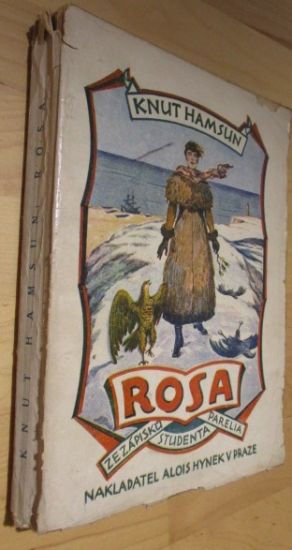 KNUT HAMSUN
ROSA
ZE ZÁPISKŮ
STUDENTA
PARELIA
NAKLADATEL ALOIS HYNEK V PRAZE
KNUT HAMSUN: ROSA